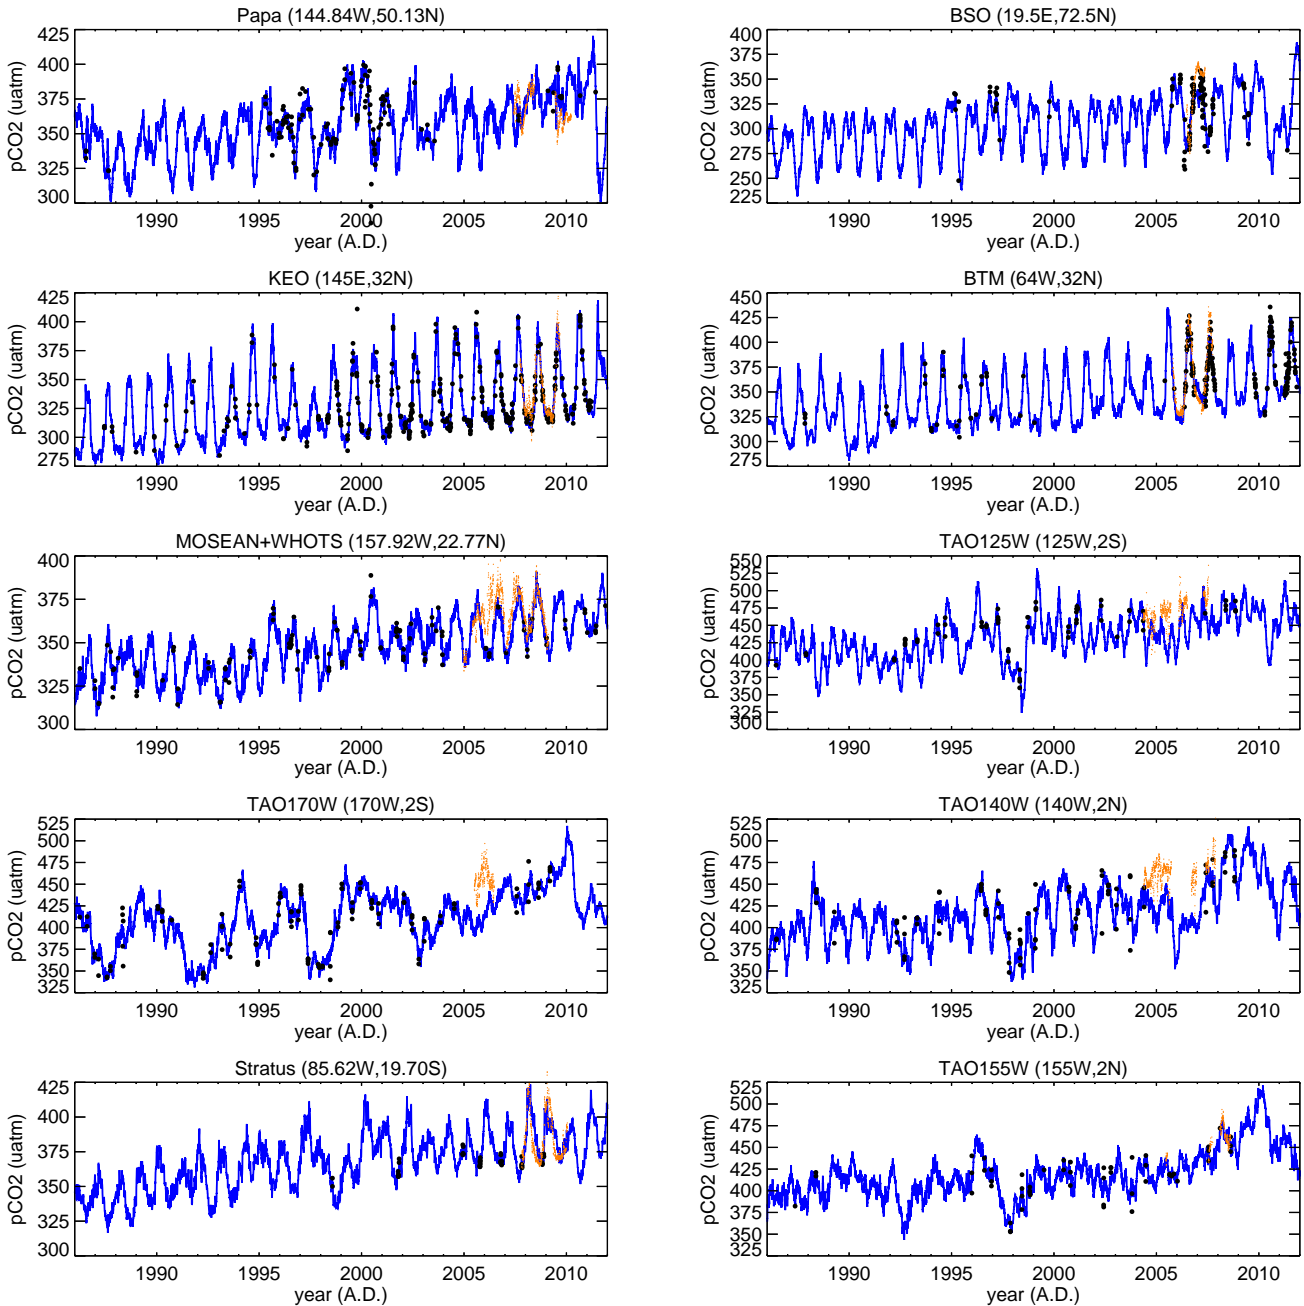 Papa (144.84W,50.13N)
425
400
375
350
325
300
pCO2 (uatm)
1990 1995 2000 2005 2010
year (A.D.)
BSO (19.5E,72.5N)
400
350
325
300
275
250
225
pCO2 (uatm)
1990 1995 2000 2005 2010
year (A.D.)
KEO (145E,32N)
425
400
375
350
325
300
275
pCO2 (uatm)
1990 1995 2000 2005 2010
year (A.D.)
BTM (64W,32N)
450
425
400
375
350
325
300
275
pCO2 (uatm)
1990 1995 2000 2005 2010
year (A.D.)
MOSEAN+WHOTS (157.92W,22.77N)
400
375
350
325
300
pCO2 (uatm)
1990 1995 2000 2005 2010
year (A.D.)
TAO125W (125W,2S)
550
525
500
475
450
425
400
375
350
325
300
pCO2 (uatm)
1990 1995 2000 2005 2010
year (A.D.)
TAO170W (170W,2S)
525
500
450
425
400
375
350
325
pCO2 (uatm)
1990 1995 2000 2005 2010
year (A.D.)
TAO140W (140W,2N)
525
500
475
450
425
400
375
350
325
pCO2 (uatm)
1990 1995 2000 2005 2010
year (A.D.)
Stratus (85.62W,19.70S)
425
400
375
350
325
300
pCO2 (uatm)
1990 1995 2000 2005 2010
year (A.D.)
TAO155W (155W,2N)
525
500
450
425
400
375
350
325
pCO2 (uatm)
1990 1995 2000 2005 2010
year (A.D.)